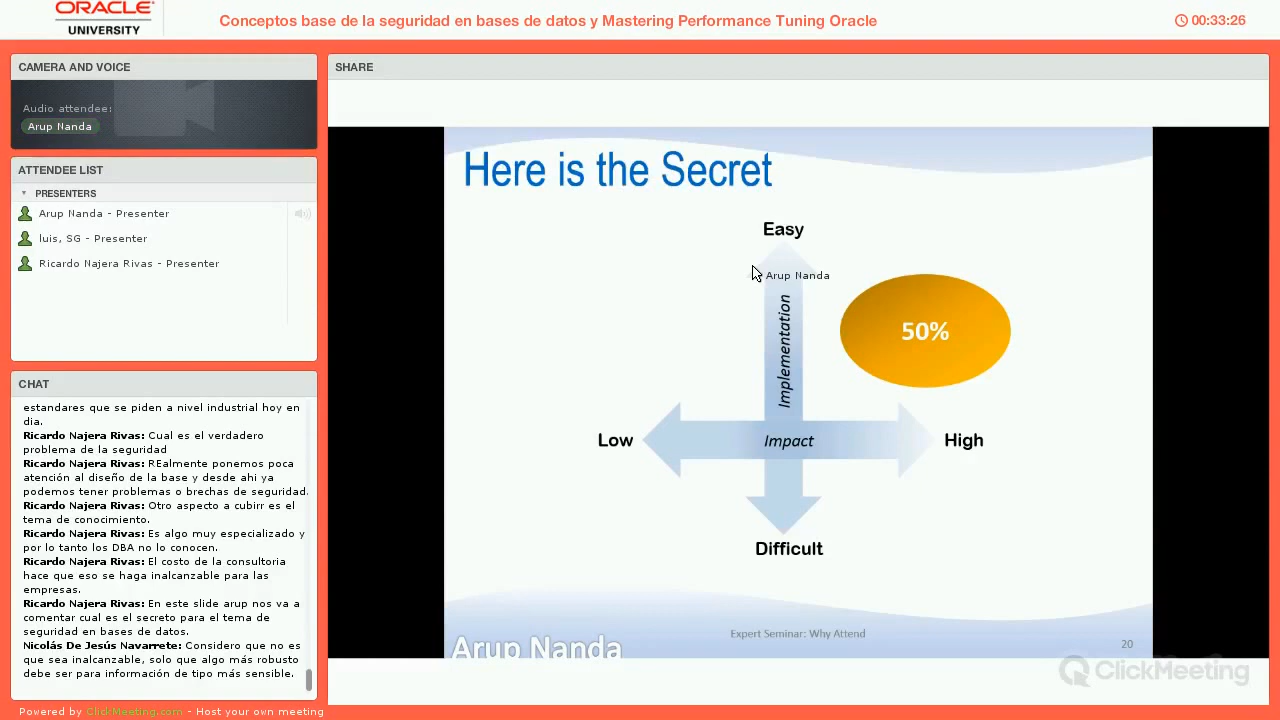 ORACLE
UNIVERSITY
Conceptos base de la seguridad en bases de datos y Mastering Performance Tuning Oracle
00:33:26
CAMERA AND VOICE
Audio attendee:
Arup Nanda
ATTENDEE LIST
PRESENTERS
Arup Nanda - Presenter
luis, SG - Presenter
Ricardo Najera Rivas - Presenter
CHAT
estandares que se piden a nivel industrial hoy en
dia.
Ricardo Najera Rivas: Cual es el verdadero
problema de la seguridad
Ricardo Najera Rivas: REalmente ponemos poca
atención al diseño de la base y desde ahi ya
podemos tener problemas o brechas de seguridad.
Ricardo Najera Rivas: Otro aspecto a cubirr es el
tema de conocimiento.
Ricardo Najera Rivas: Es algo muy especializado y
por lo tanto los DBA no lo conocen.
Ricardo Najera Rivas: El costo de la consultoria
hace que eso se haga inalcanzable para las
empresas.
Ricardo Najera Rivas: En este slide arup nos va a
comentar cual es el secreto para el tema de
seguridad en bases de datos.
Nicolás De Jesús Navarrete: Considero que no es
que sea inalcanzable, solo que algo más robusto
debe ser para información de tipo más sensible.
SHARE
Here is the Secret
Easy
Arup Nanda
Implementation
50%
Low
Impact
High
Difficult
Expert Seminar: Why Attend
20
Arup Nanda
ClickMeeting
Powered by ClickMeeting.com - Host your own meeting